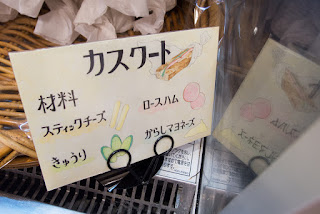 カスクート
材料
スティックチーズ
きゅうり
ロースハム
からしマヨネーズ